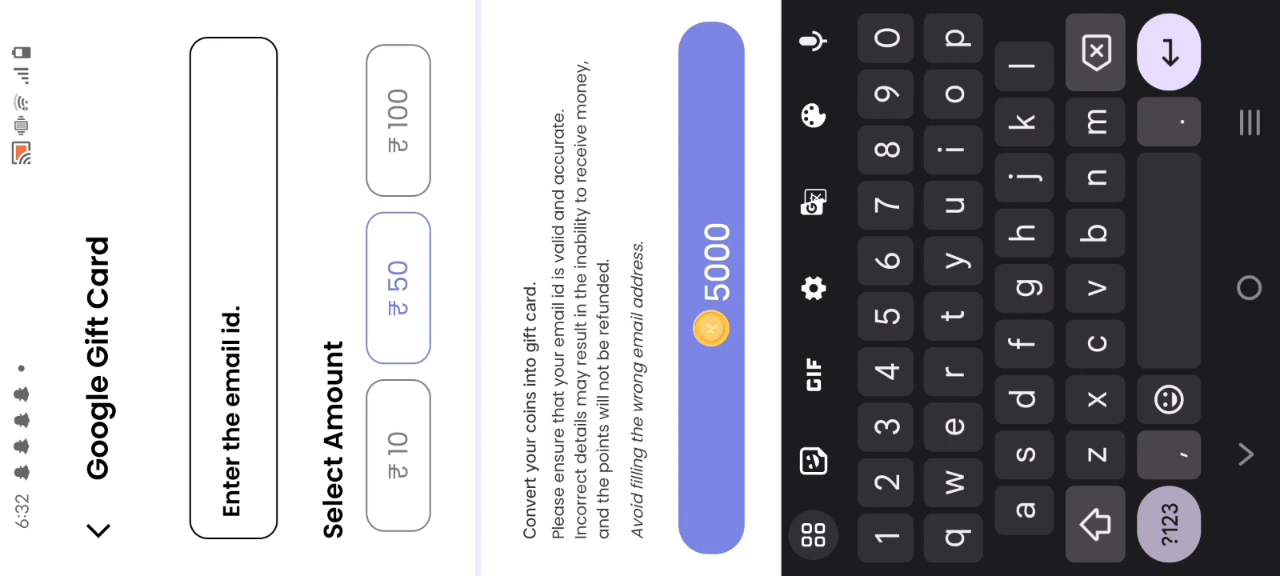 6:32
Google Gift Card
Enter the email id.
Select Amount
₴ 10
₴ 50
₴ 100
Convert your coins into gift card.
Please ensure that your email id is valid and accurate.
Incorrect details may result in the inability to receive money,
and the points will not be refunded.
Avoid filling the wrong email address.
5000
GIF
1 2 3 4 5 6 7 8 9 0
q w e r t y u i o p
a s d f g h j k l
z x c v b n m
?123 , .